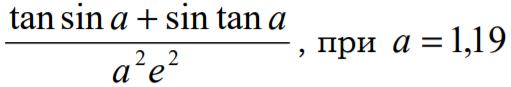 tan sin a + sin tan a
a²e²
, при a = 1,19